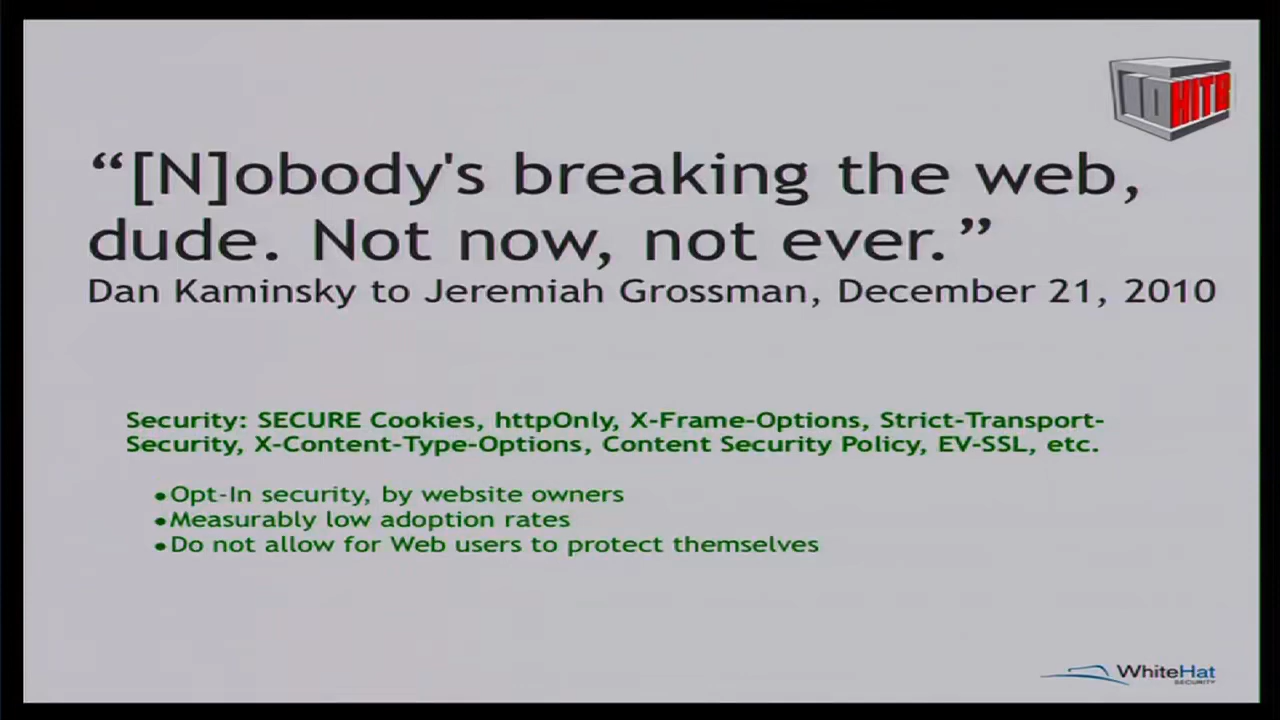 10 HITB
“[N]obody's breaking the web,
dude. Not now, not ever.”
Dan Kaminsky to Jeremiah Grossman, December 21, 2010
Security: SECURE Cookies, httpOnly, X-Frame-Options, Strict-Transport-
Security, X-Content-Type-Options, Content Security Policy, EV-SSL, etc.
•Opt-In security, by website owners
•Measurably low adoption rates
•Do not allow for Web users to protect themselves
WhiteHat
SECURITY